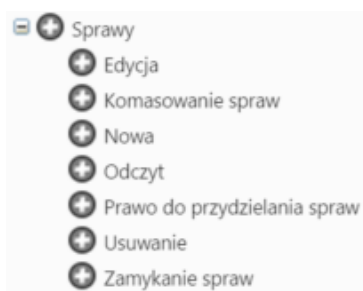 Sprawy
Edycja
Komasowanie spraw
Nowa
Odczyt
Prawo do przydzielania spraw
Usuwanie
Zamykanie spraw